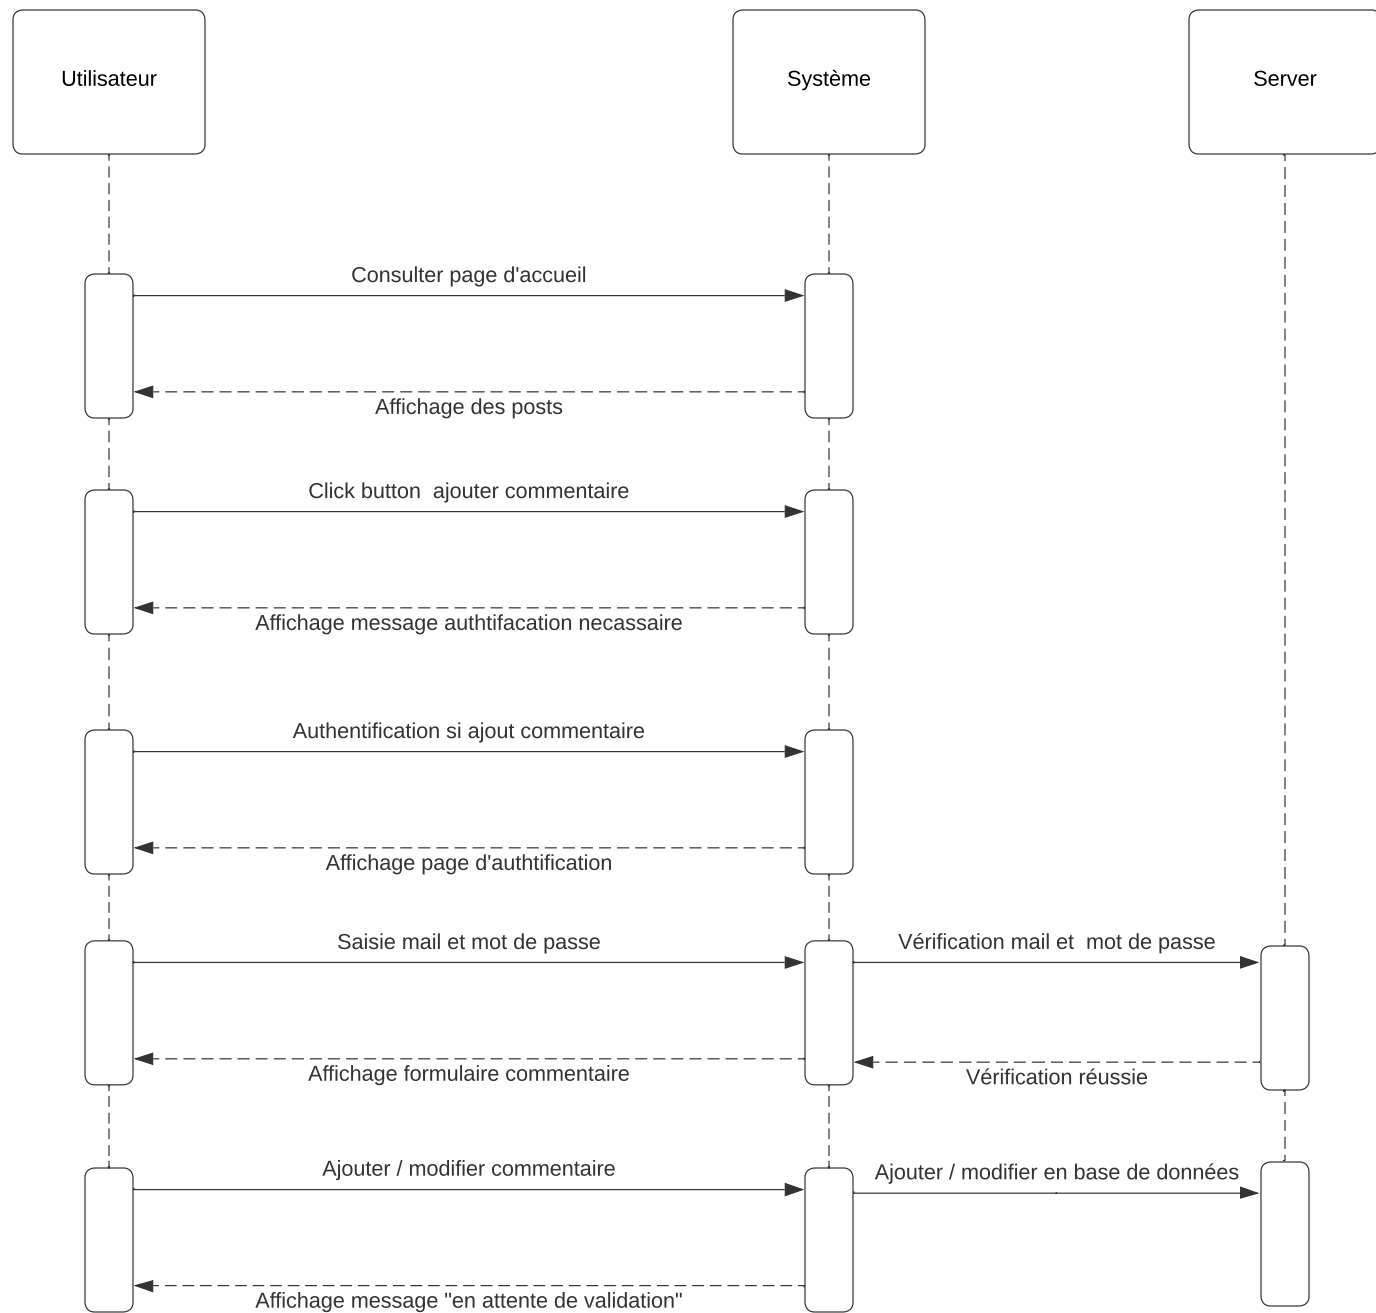 Utilisateur
Système
Server
Consulter page d'accueil
Affichage des posts
Click button  ajouter commentaire
Affichage message authtifacation necassaire
Authentification si ajout commentaire
Affichage page d'authtification
Saisie mail et mot de passe
Vérification mail et  mot de passe
Affichage formulaire commentaire
Vérification réussie
Ajouter / modifier commentaire
Ajouter / modifier en base de données
Affichage message "en attente de validation"